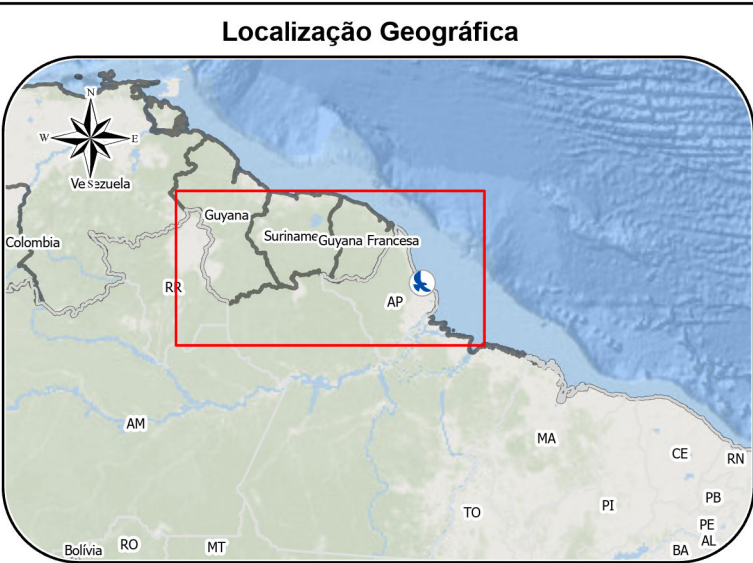 Localização Geográfica
N
W E
S
Venezuela
Guyana
Colombia
Suriname
Guyana Francesa
RR
AP
AM
MA
CE
RN
PB
PI
TO
PE
AL
BA
RO
MT
Bolívia